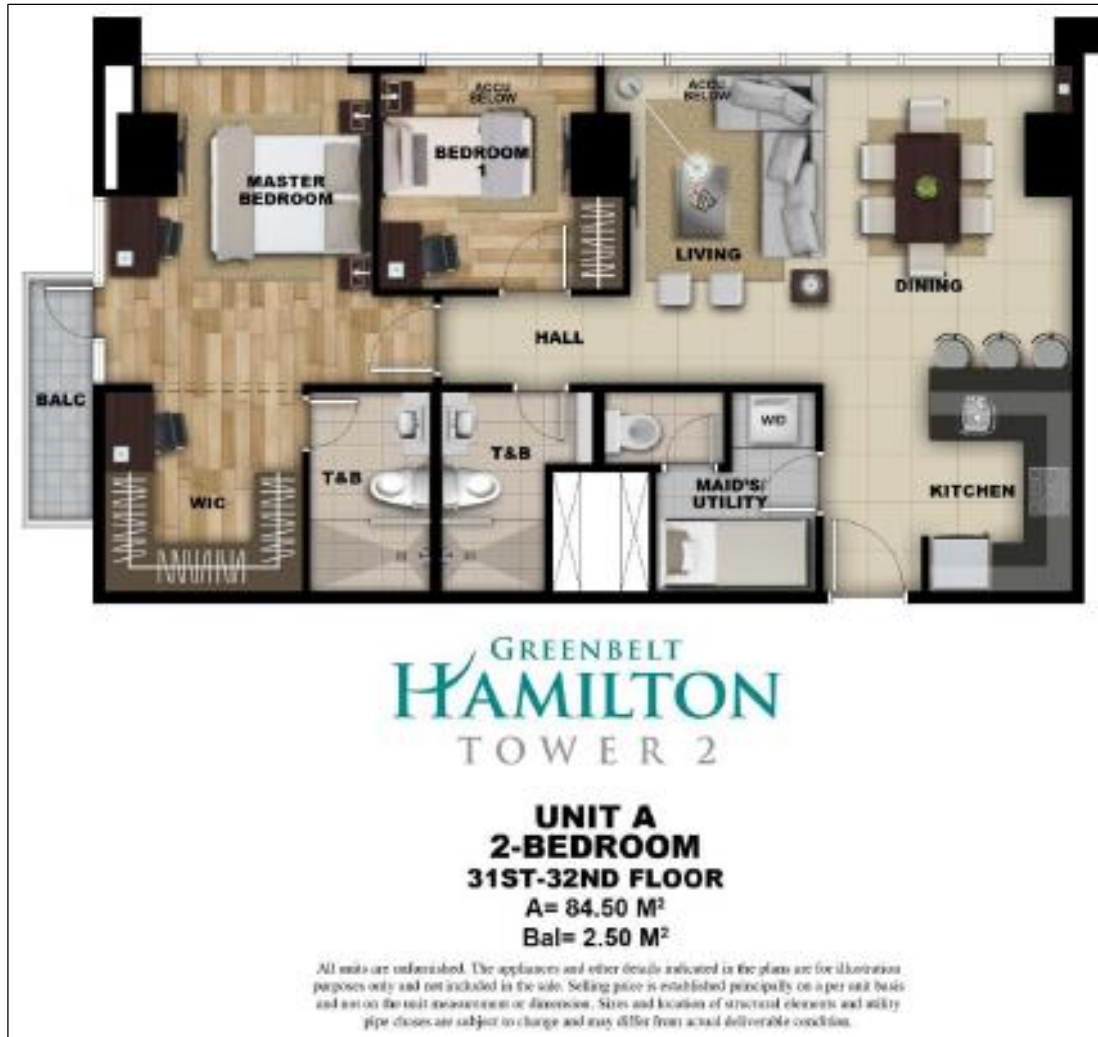 ACCU
BELOW
ACCU
BELOW
BEDROOM
1
MASTER
BEDROOM
LIVING
DINING
HALL
BALC
WD
T&B
T&B
MAID'S/
UTILITY
WIC
KITCHEN
GREENBELT
HAMILTON
TOWER 2
UNIT A
2-BEDROOM
31ST-32ND FLOOR
A= 84.50 M²
Bal= 2.50 M²
All units are unfurnished. The appliances and other details indicated in the plans are for illustration
purposes only and not included in the sale. Selling price is established principally on a per unit basis
and not on the unit measurement or dimension. Sizes and location of structural elements and utility
pipe chases are subject to change and may differ from actual deliverable condition.